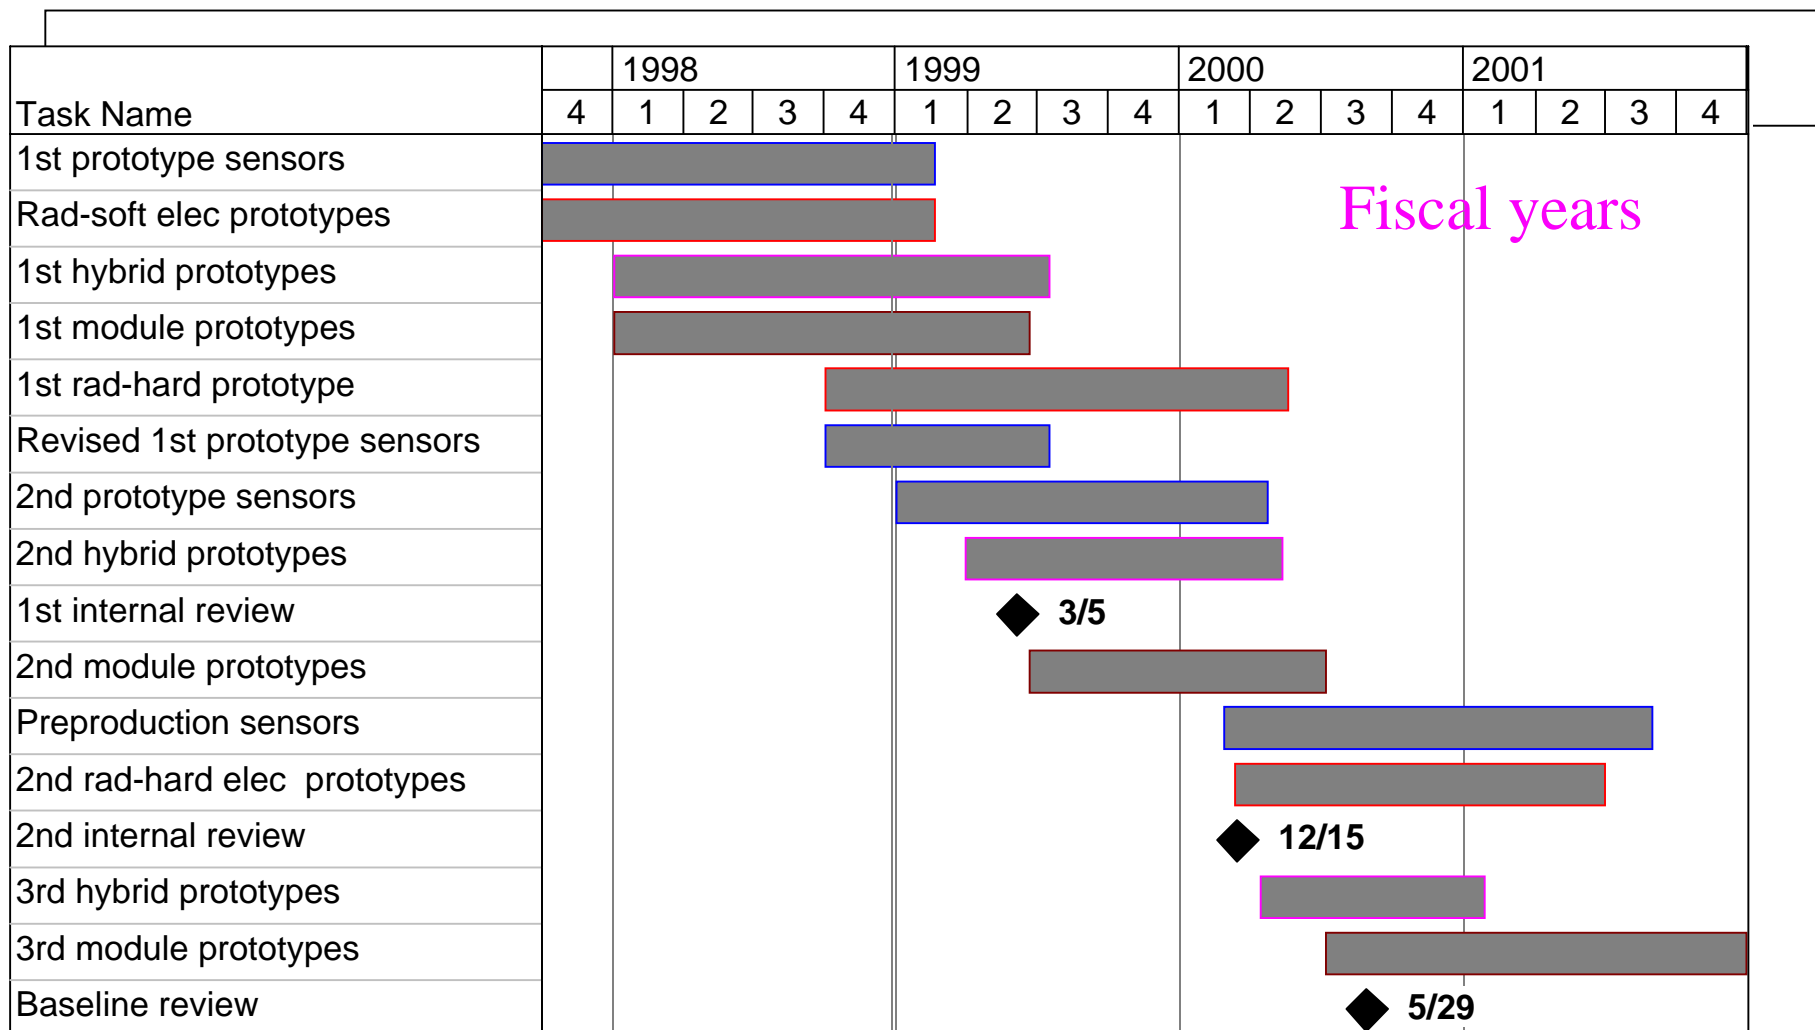 1998 1999 2000 2001
Task Name 4 1 2 3 4 1 2 3 4 1 2 3 4 1 2 3 4
1st prototype sensors
Fiscal years
Rad-soft elec prototypes
1st hybrid prototypes
1st module prototypes
1st rad-hard prototype
Revised 1st prototype sensors
2nd prototype sensors
2nd hybrid prototypes
1st internal review 3/5
2nd module prototypes
Preproduction sensors
2nd rad-hard elec  prototypes
2nd internal review 12/15
3rd hybrid prototypes
3rd module prototypes
Baseline review 5/29